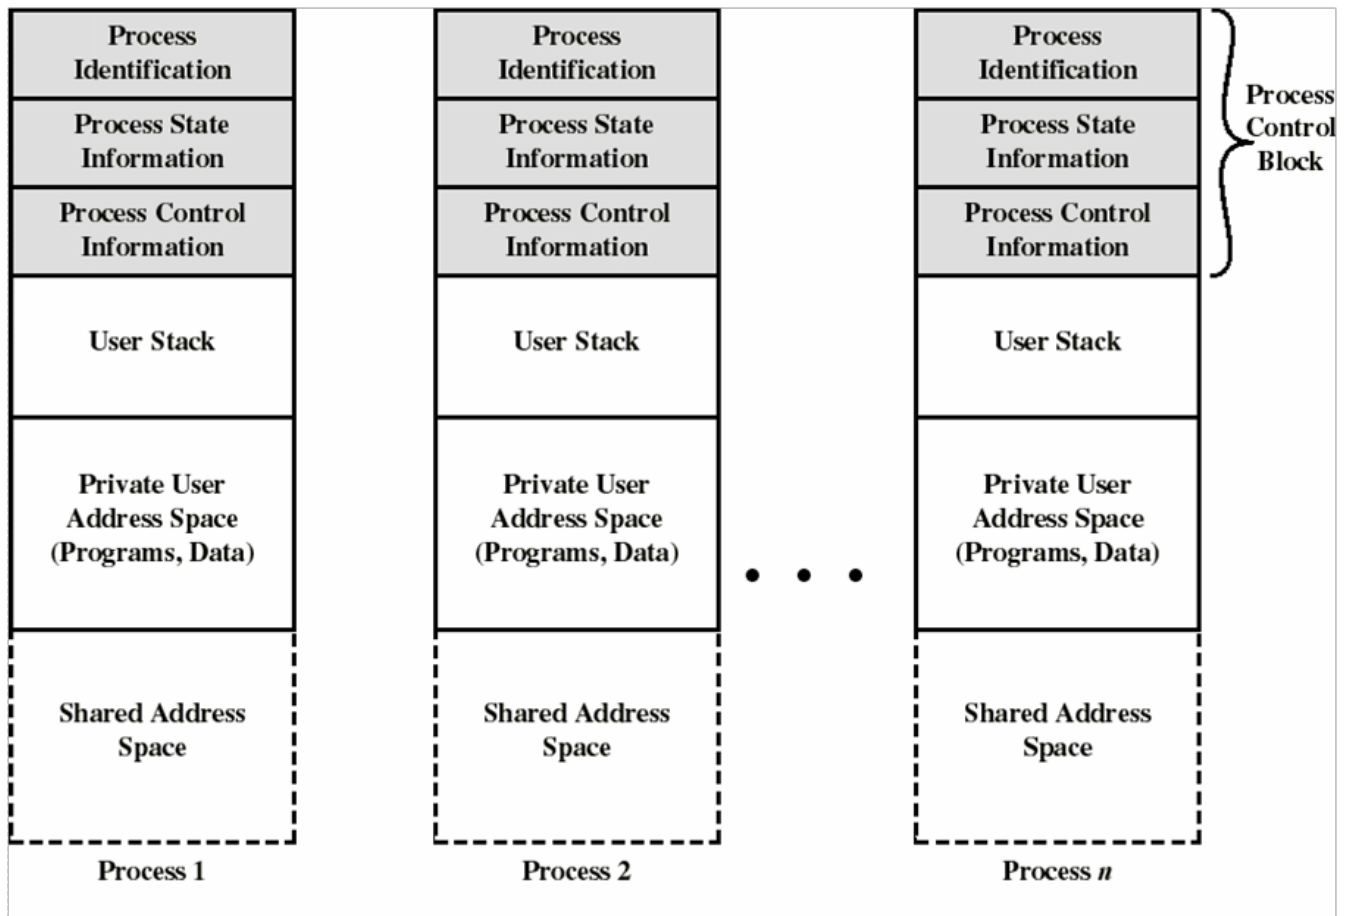 Process
Identification
Process State
Information
Process Control
Information
User Stack
Private User
Address Space
(Programs, Data)
Shared Address
Space
Process 1
Process
Identification
Process State
Information
Process Control
Information
User Stack
Private User
Address Space
(Programs, Data)
Shared Address
Space
Process 2
• • •
Process
Identification
Process State
Information
Process Control
Information
User Stack
Private User
Address Space
(Programs, Data)
Shared Address
Space
Process n
Process
Control
Block